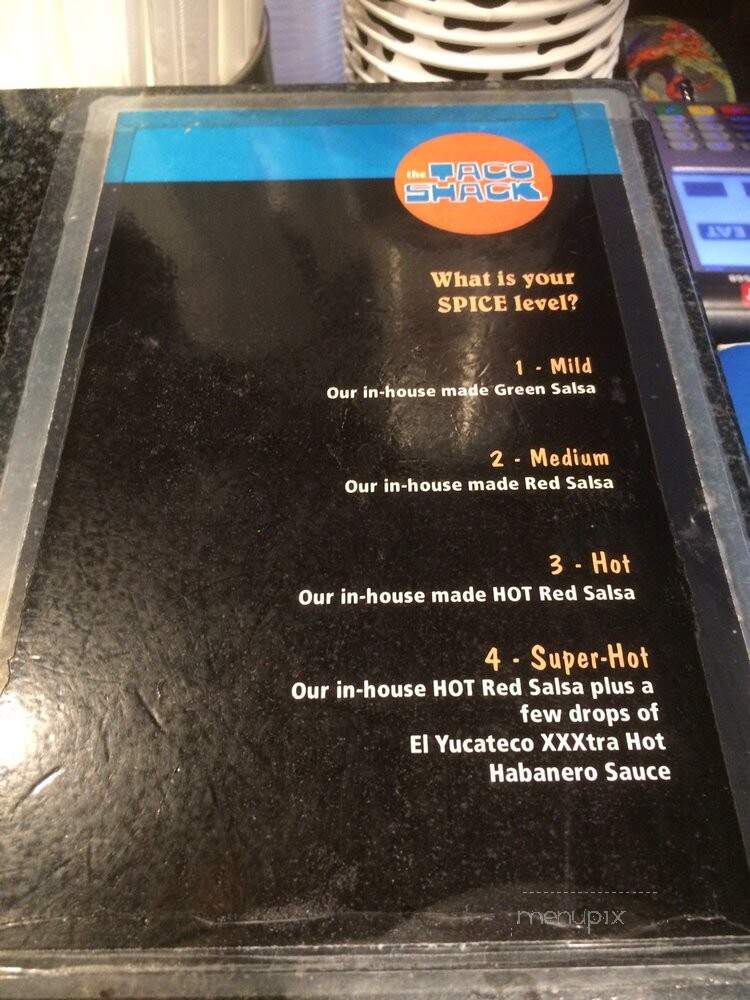 the TACO
SHACK
What is your
SPICE level?
1 - Mild
Our in-house made Green Salsa
2 - Medium
Our in-house made Red Salsa
3 - Hot
Our in-house made HOT Red Salsa
4 - Super-Hot
Our in-house HOT Red Salsa plus a
few drops of
El Yucateco XXXtra Hot
Habanero Sauce
EAT
menupix